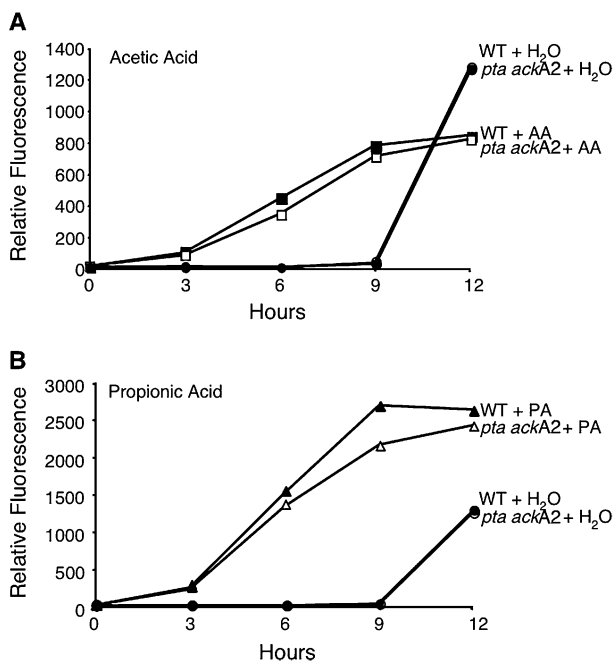 A
Acetic Acid
Relative Fluorescence
1400
1200
1000
800
600
400
200
0
WT + H₂O
pta ackA2 + H₂O
WT + AA
pta ackA2 + AA
0 3 6 9 12
Hours
B
Propionic Acid
Relative Fluorescence
3000
2500
2000
1500
1000
500
0
WT + PA
pta ackA2 + PA
WT + H₂O
pta ackA2 + H₂O
0 3 6 9 12
Hours